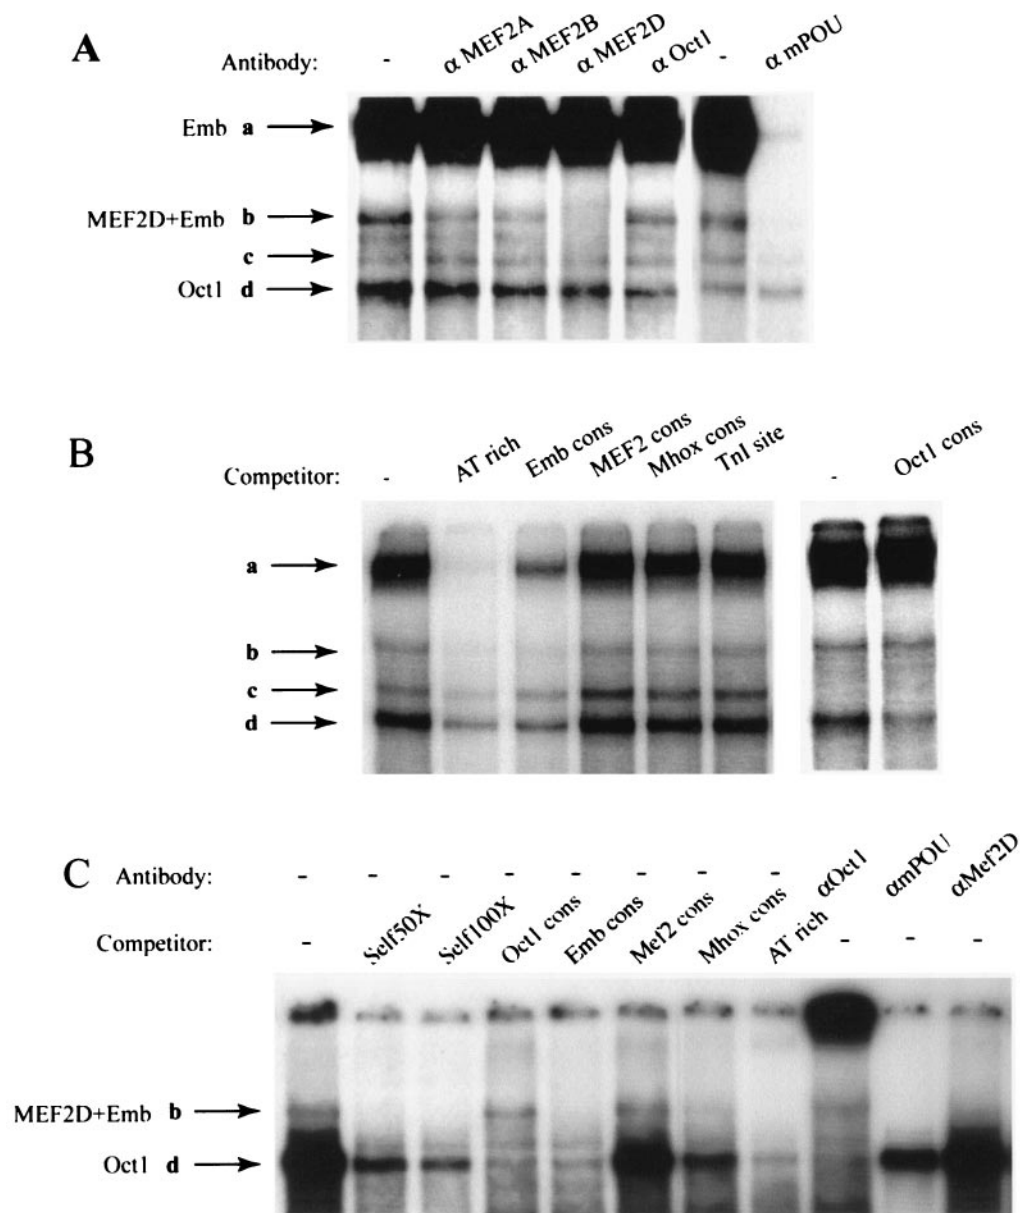 A
Antibody: - α MEF2A α MEF2B α MEF2D α Oct1 - α mPOU
Emb a
MEF2D+Emb b
c
Oct1 d
B
Competitor: - AT rich Emb cons MEF2 cons Mhox cons TnI site - Oct1 cons
a
b
c
d
C
Antibody: - - - - - - - - αOct1 αmPOU αMef2D
Competitor: - Self50X Self100X Oct1 cons Emb cons Mef2 cons Mhox cons AT rich - - -
MEF2D+Emb b
Oct1 d